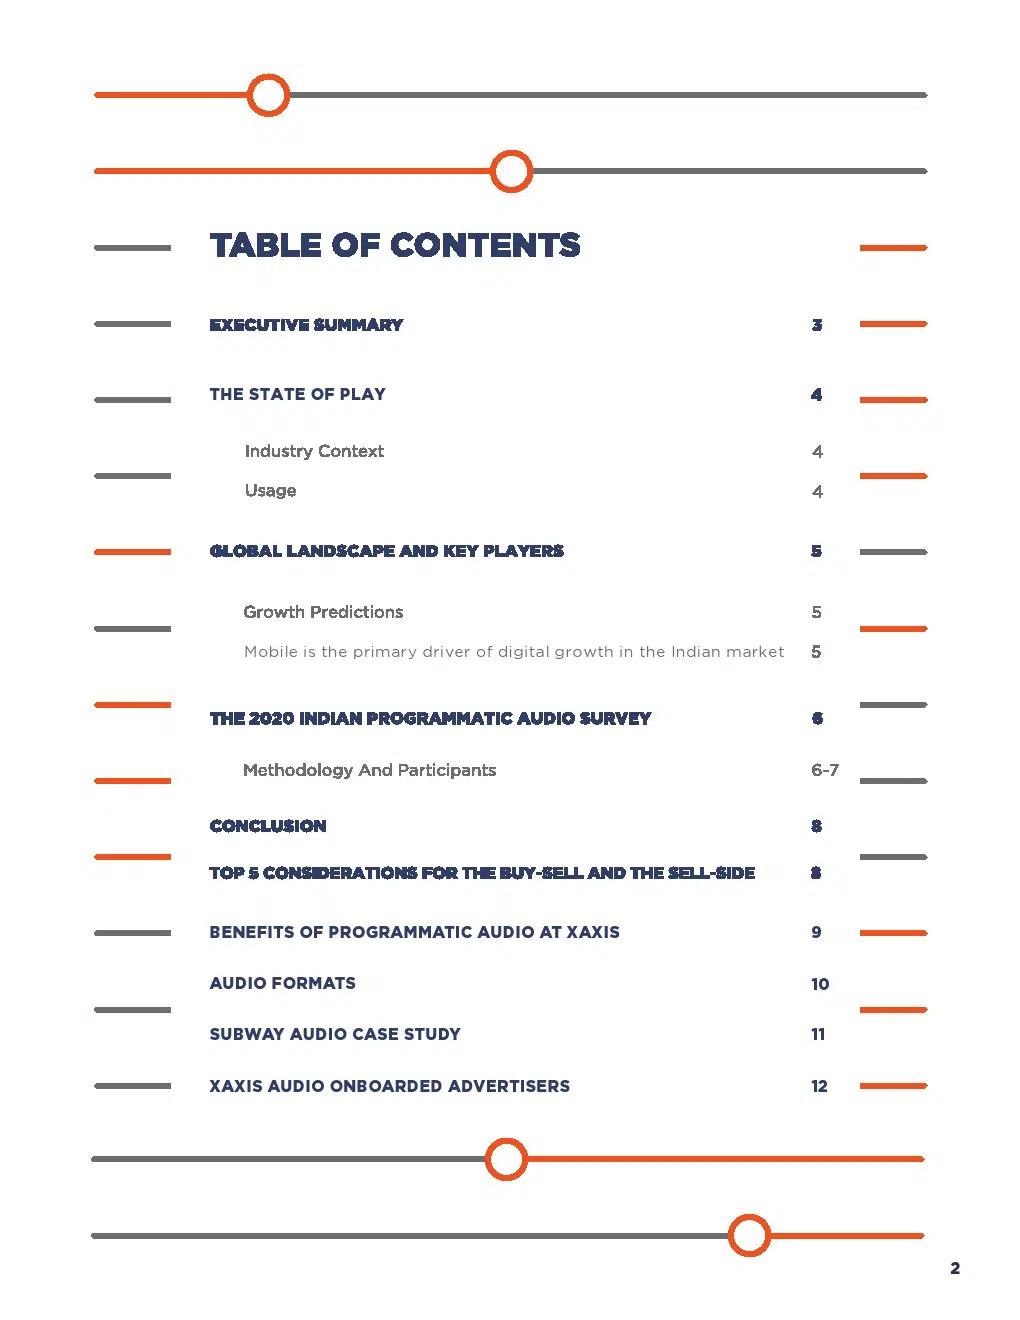 TABLE OF CONTENTS
EXECUTIVE SUMMARY 3
THE STATE OF PLAY 4
Industry Context 4
Usage 4
GLOBAL LANDSCAPE AND KEY PLAYERS 5
Growth Predictions 5
Mobile is the primary driver of digital growth in the Indian market 5
THE 2020 INDIAN PROGRAMMATIC AUDIO SURVEY 6
Methodology And Participants 6-7
CONCLUSION 8
TOP 5 CONSIDERATIONS FOR THE BUY-SELL AND THE SELL-SIDE 8
BENEFITS OF PROGRAMMATIC AUDIO AT XAXIS 9
AUDIO FORMATS 10
SUBWAY AUDIO CASE STUDY 11
XAXIS AUDIO ONBOARDED ADVERTISERS 12
2